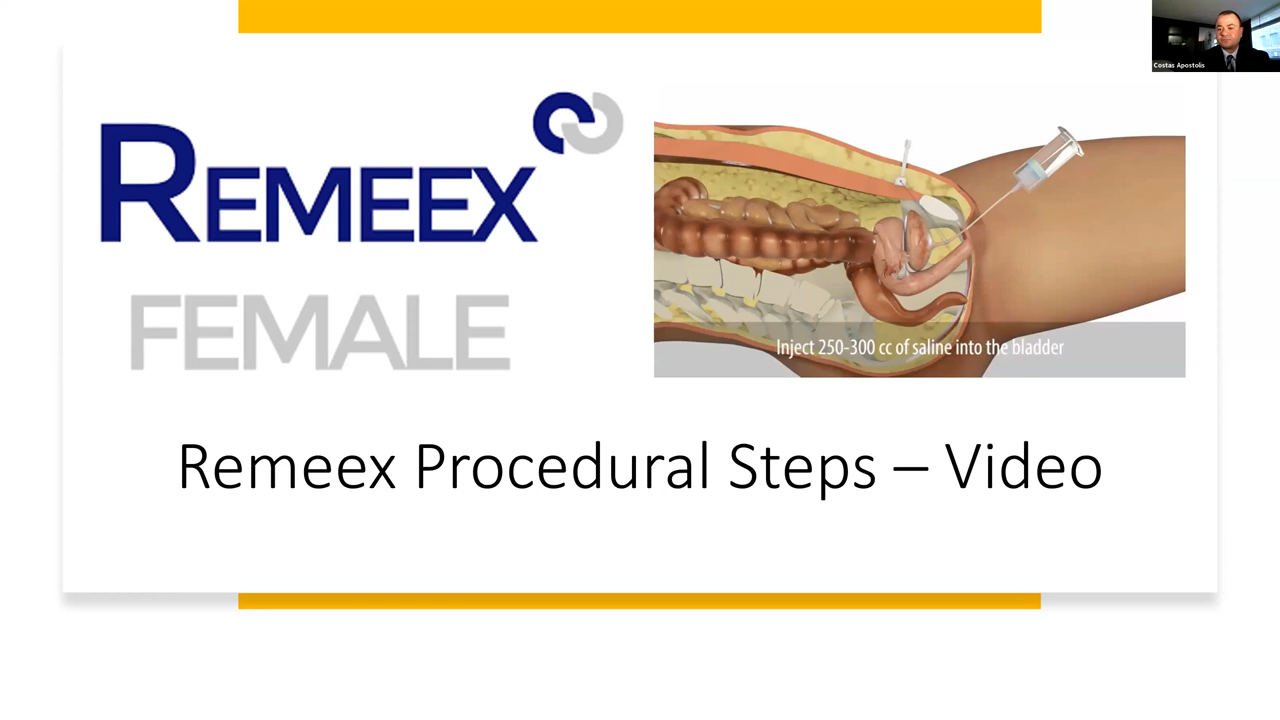 Costas Apostolis
REMEEX
FEMALE
Inject 250-300 cc of saline into the bladder
Remeex Procedural Steps – Video